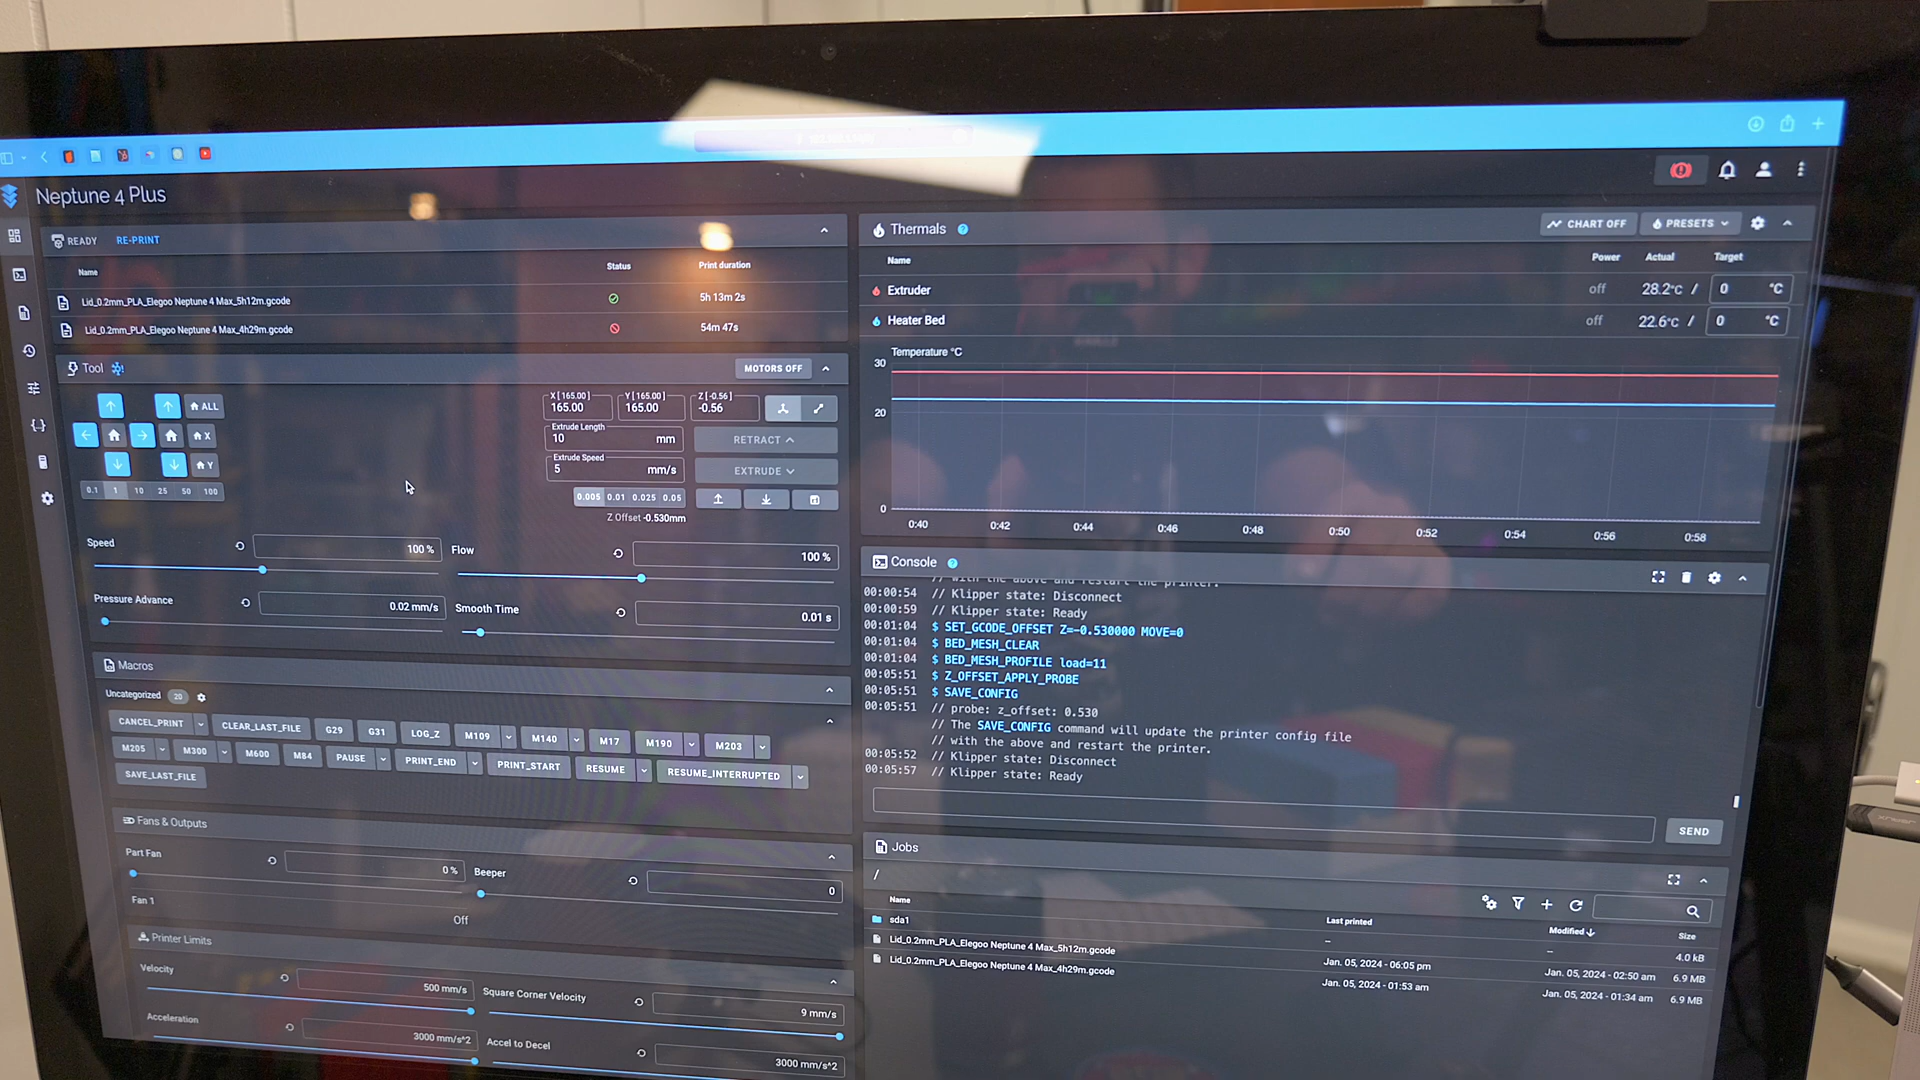 Neptune 4 Plus
READY RE-PRINT
Name Status Print duration
Lid_0.2mm_PLA_Elegoo Neptune 4 Max_5h12m.gcode 5h 13m 2s
Lid_0.2mm_PLA_Elegoo Neptune 4 Max_4h29m.gcode 54m 47s
Tool MOTORS OFF
ALL
X
Y
0.1 1 10 25 50 100
X [ 165.00 ] Y [ 165.00 ] Z [ -0.56 ]
165.00 165.00 -0.56
Extrude Length
10 mm RETRACT
Extrude Speed
5 mm/s EXTRUDE
0.005 0.01 0.025 0.05
Z Offset -0.530mm
Speed 100 % Flow 100 %
Pressure Advance 0.02 mm/s Smooth Time 0.01 s
Macros
Uncategorized 20
CANCEL_PRINT CLEAR_LAST_FILE G29 G31 LOG_Z M109 M140 M17 M190 M203
M205 M300 M600 M84 PAUSE PRINT_END PRINT_START RESUME RESUME_INTERRUPTED
SAVE_LAST_FILE
Fans & Outputs
Part Fan 0 % Beeper 0
Fan 1 Off
Printer Limits
Velocity 500 mm/s Square Corner Velocity 9 mm/s
Acceleration 3000 mm/s^2 Accel to Decel 3000 mm/s^2
Thermals CHART OFF PRESETS
Name Power Actual Target
Extruder off 28.2°C / 0 °C
Heater Bed off 22.6°C / 0 °C
Temperature °C
30
20
0
0:40 0:42 0:44 0:46 0:48 0:50 0:52 0:54 0:56 0:58
Console
// with the above and restart the printer.
00:00:54 // Klipper state: Disconnect
00:00:59 // Klipper state: Ready
00:01:04 $ SET_GCODE_OFFSET Z=-0.530000 MOVE=0
00:01:04 $ BED_MESH_CLEAR
00:01:04 $ BED_MESH_PROFILE load=11
00:05:51 $ Z_OFFSET_APPLY_PROBE
00:05:51 $ SAVE_CONFIG
00:05:51 // probe: z_offset: 0.530
// The SAVE_CONFIG command will update the printer config file
// with the above and restart the printer.
00:05:52 // Klipper state: Disconnect
00:05:57 // Klipper state: Ready
SEND
Jobs
/
Name Last printed Modified Size
sda1 -- -- 4.0 kB
Lid_0.2mm_PLA_Elegoo Neptune 4 Max_5h12m.gcode Jan. 05, 2024 - 06:05 pm Jan. 05, 2024 - 02:50 am 6.9 MB
Lid_0.2mm_PLA_Elegoo Neptune 4 Max_4h29m.gcode Jan. 05, 2024 - 01:53 am Jan. 05, 2024 - 01:34 am 6.9 MB